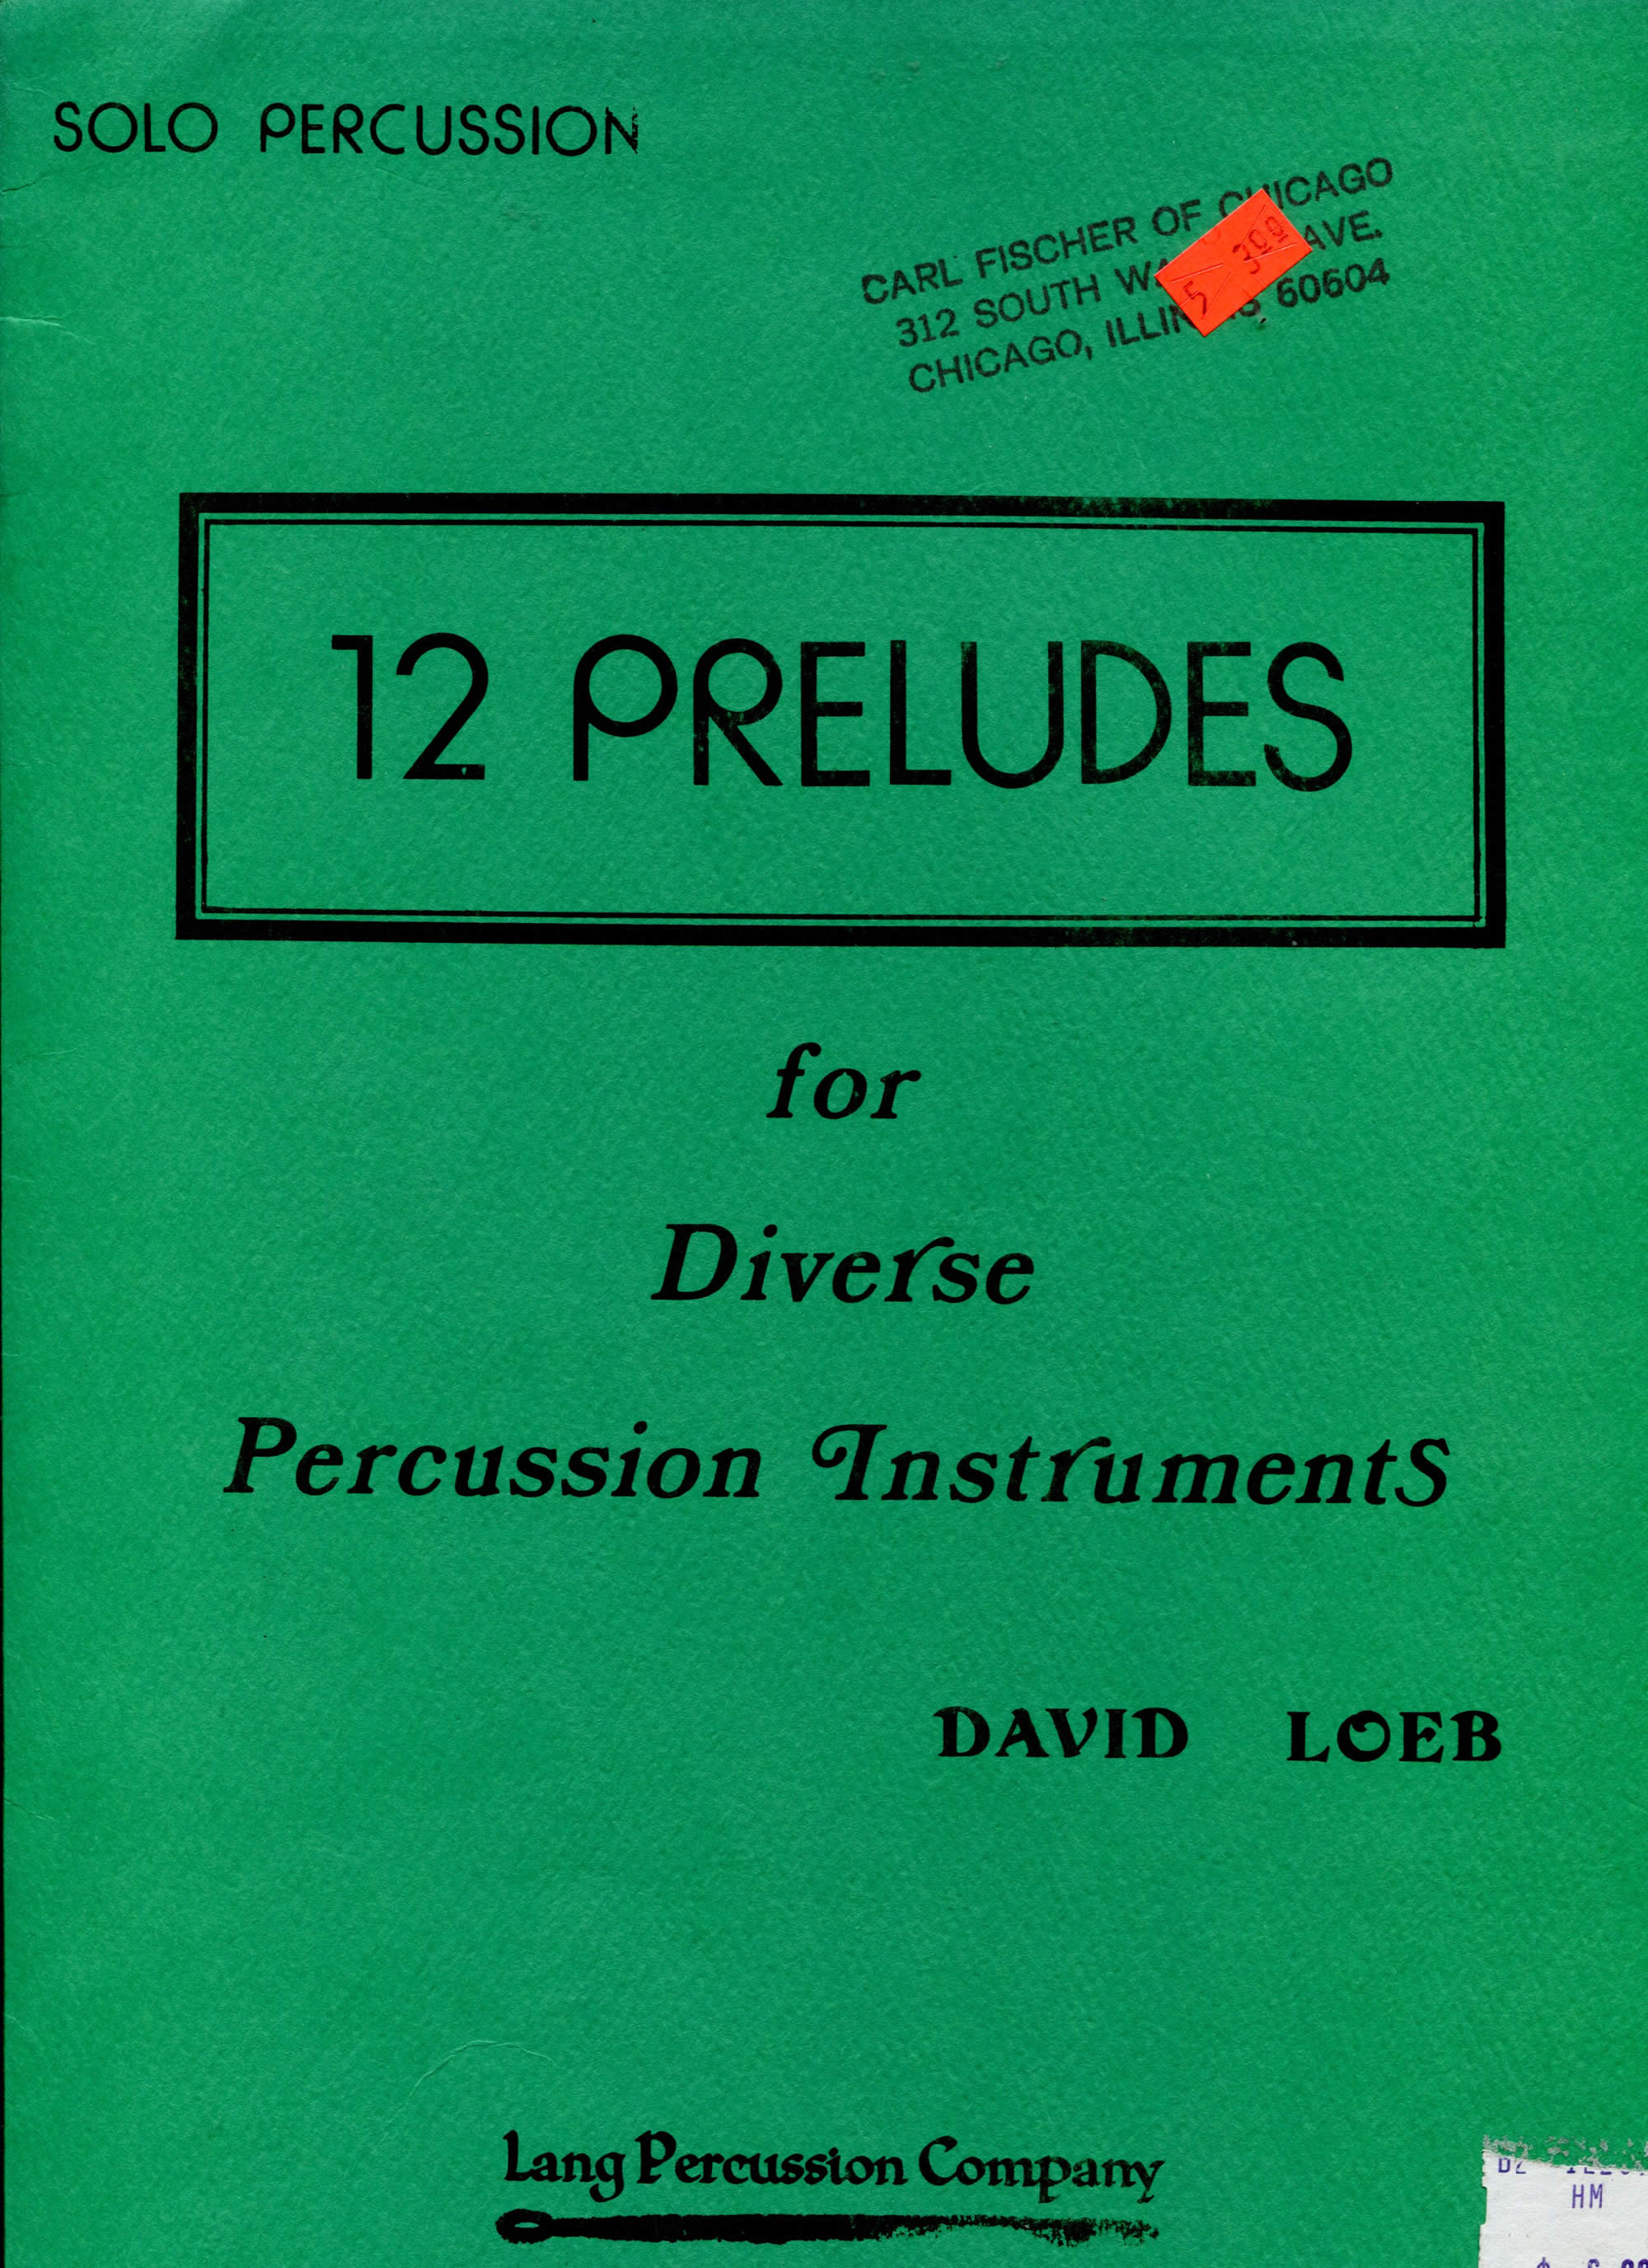 SOLO PERCUSSION
CARL FISCHER OF CHICAGO
312 SOUTH AVE.
CHICAGO, ILLINOIS 60604
12 PRELUDES
for
Diverse
Percussion Instruments
DAVID LOEB
Lang Percussion Company
HM